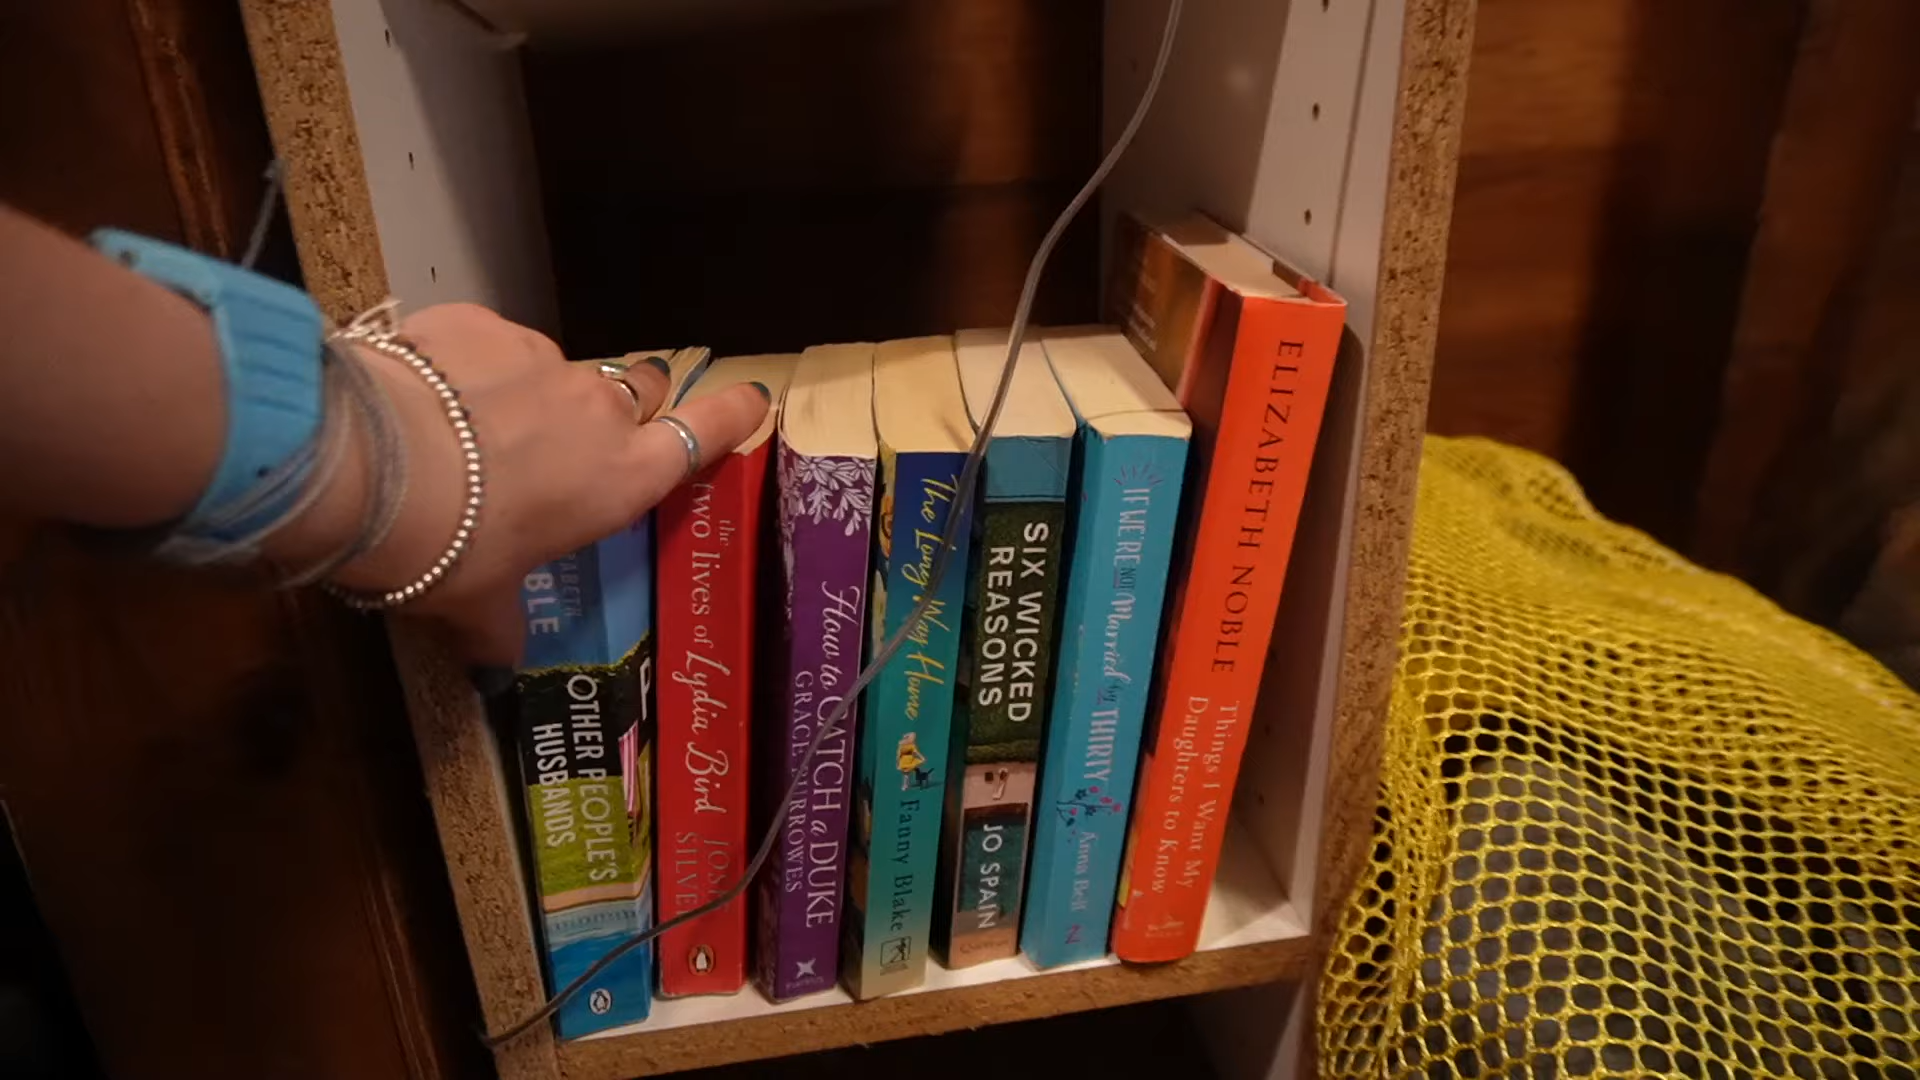 BLE
OTHER PEOPLE'S
HUSBANDS
the
two lives of Lydia Bird
How to CATCH a DUKE
GRACE BURROWES
The Long Way Home
Fanny Blake
SIX WICKED
REASONS
JO SPAIN
IF WE'RE NOT Married by THIRTY
Anna Bell
ELIZABETH NOBLE
Things I Want My
Daughters to Know